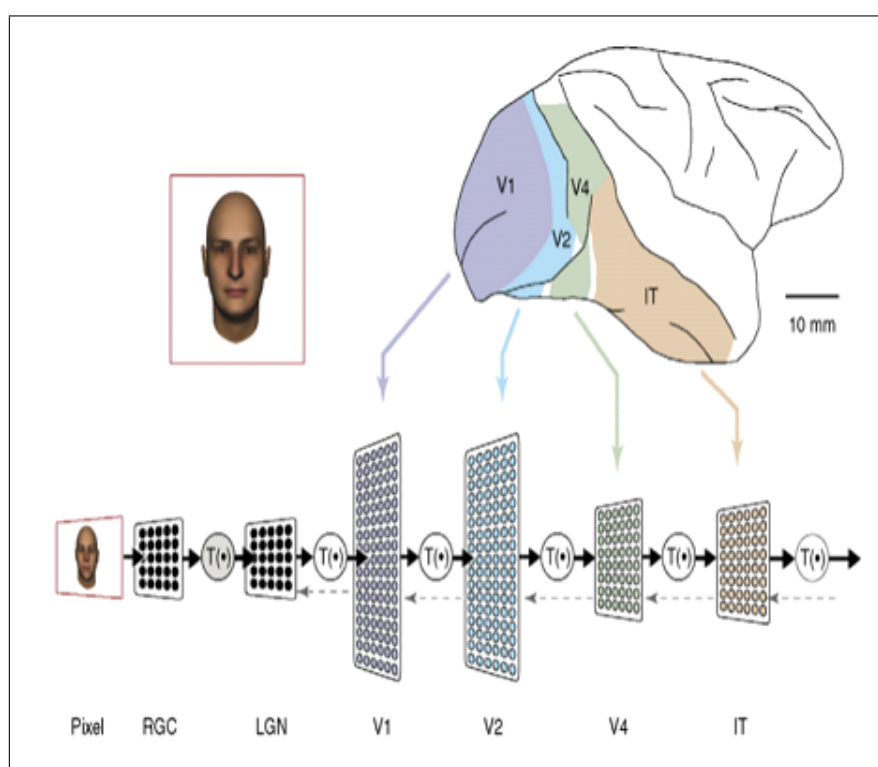 V1
V4
V2
IT
10 mm
T(•)
T(•)
T(•)
T(•)
T(•)
T(•)
Pixel RGC LGN V1 V2 V4 IT